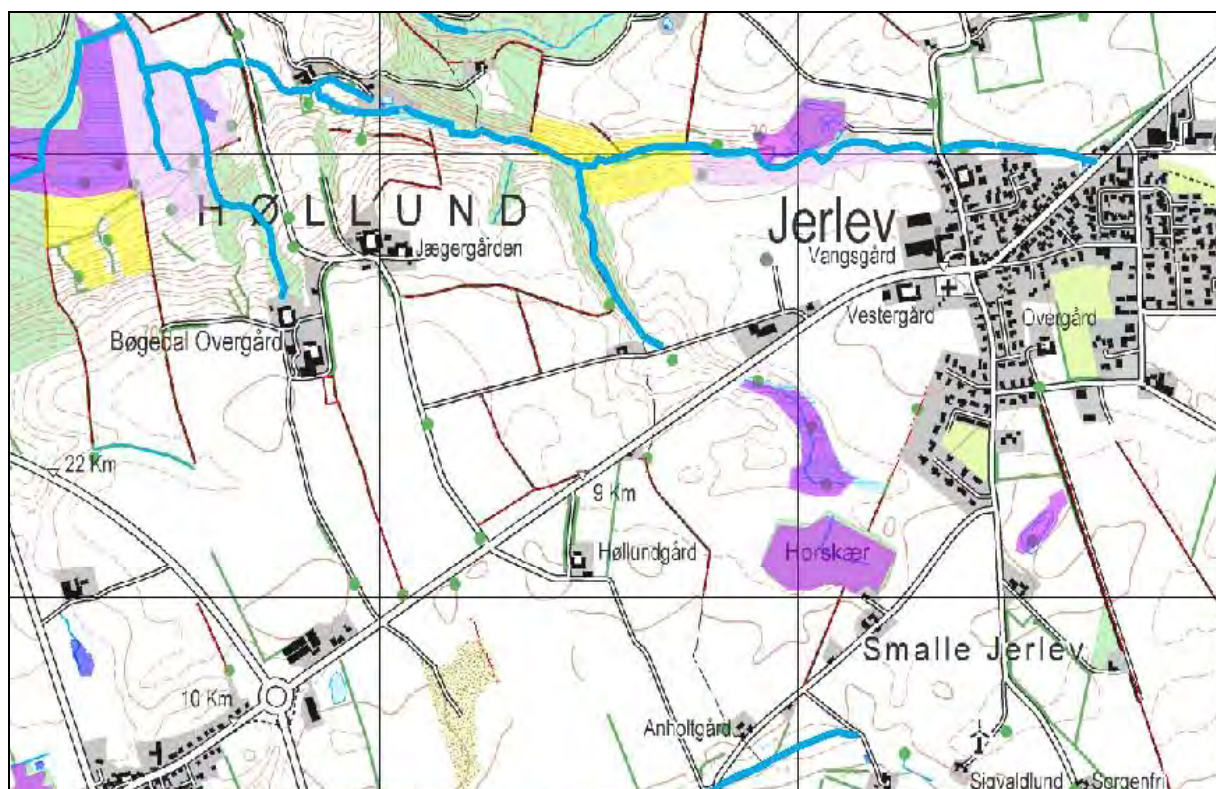 HØLLUND
Jerlev
Jægergården
Vangsgård
Bøgedal Overgård
Vestergård
Overgård
22 Km
9 Km
Høllundgård
Horskær
Smalle Jerlev
10 Km
Anholtgård
Sigvaldlund
Sorgenfri